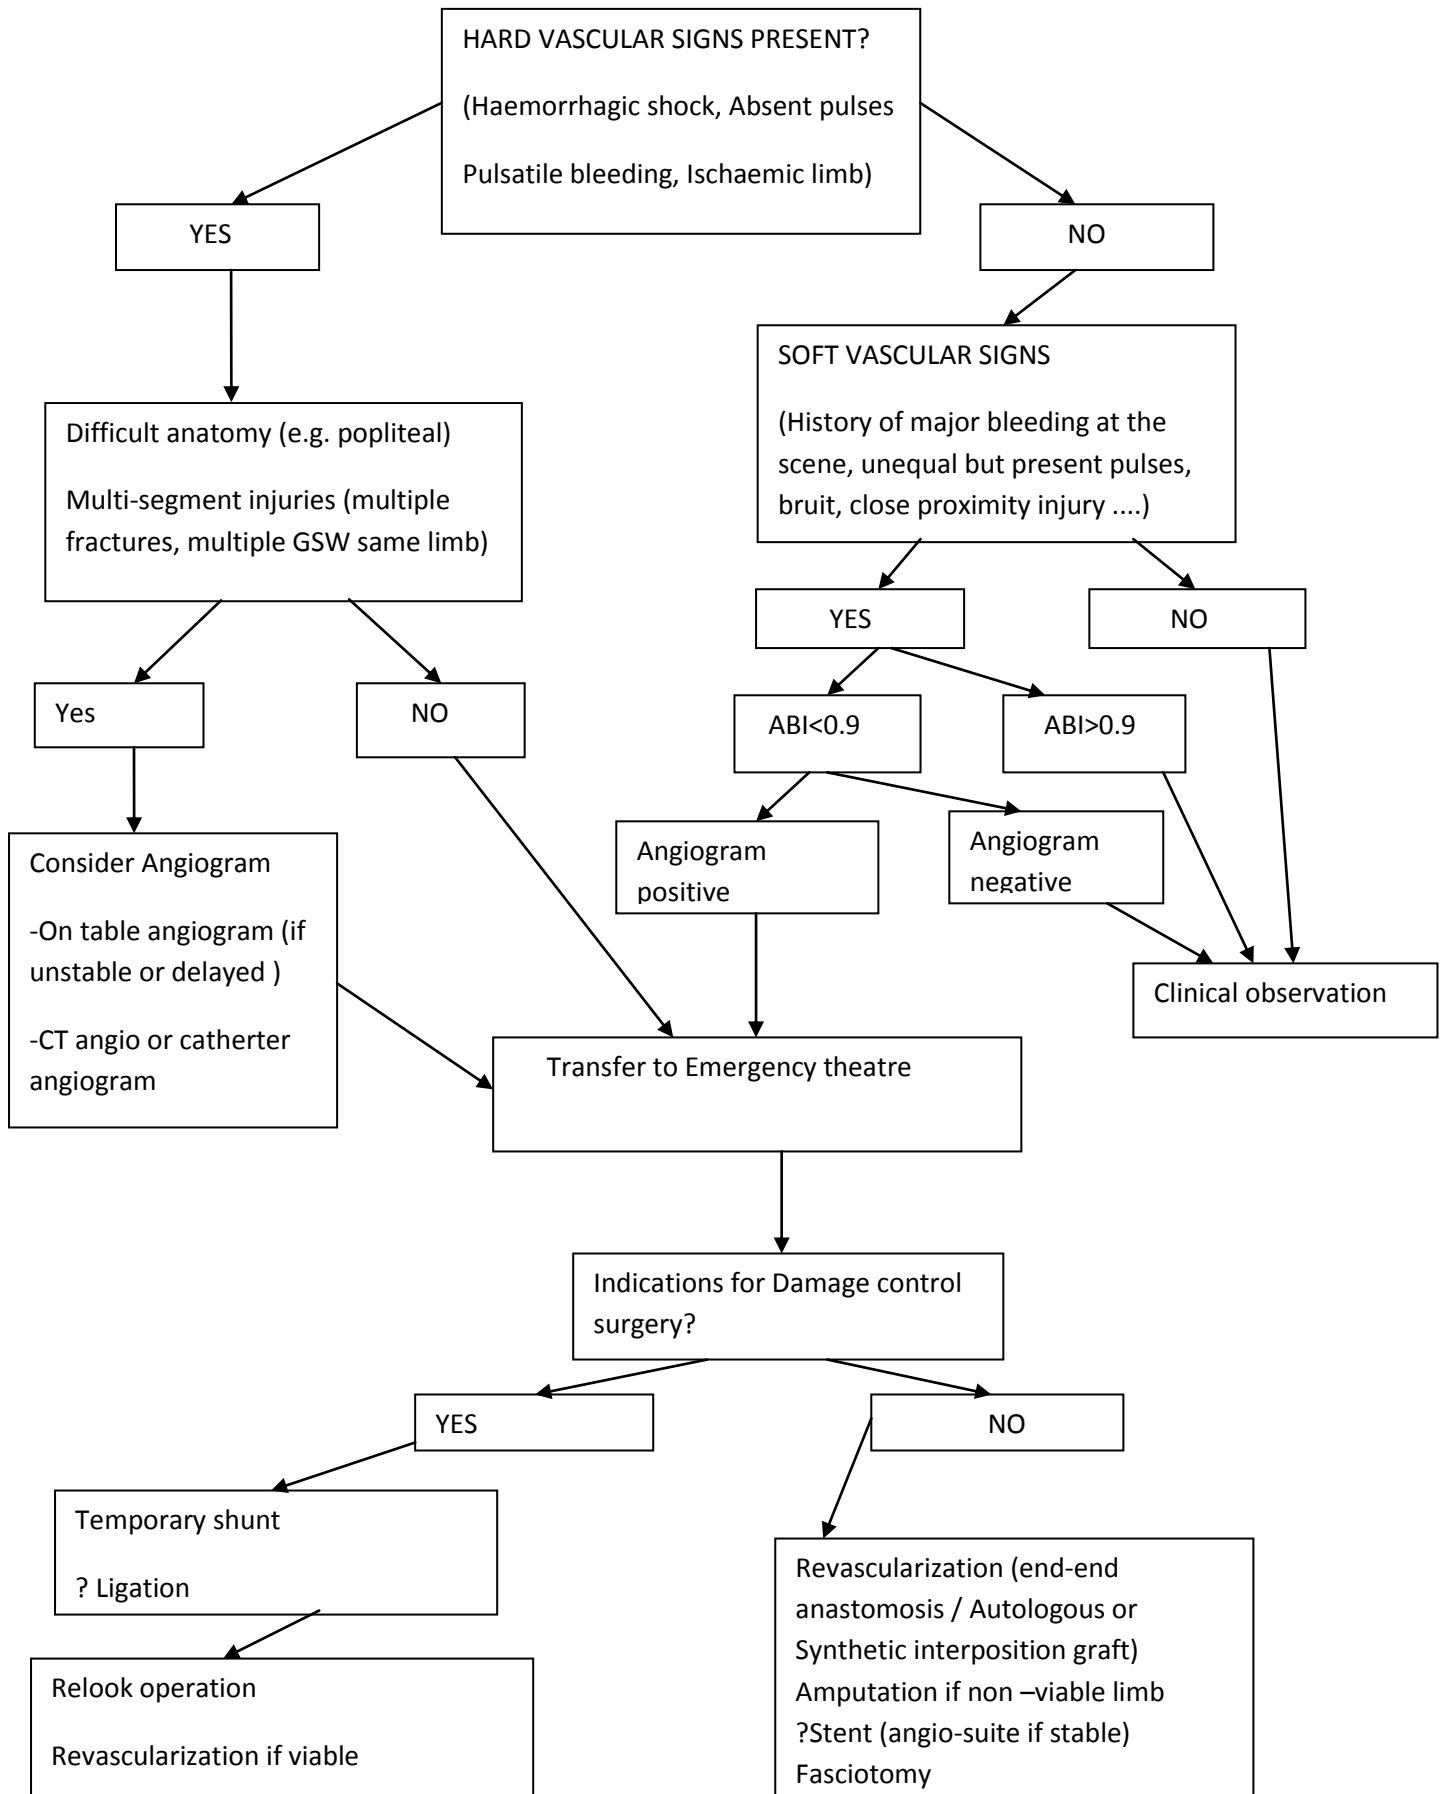 HARD VASCULAR SIGNS PRESENT?
(Haemorrhagic shock, Absent pulses
Pulsatile bleeding, Ischaemic limb)
YES
NO
SOFT VASCULAR SIGNS
(History of major bleeding at the
scene, unequal but present pulses,
bruit, close proximity injury ....)
Difficult anatomy (e.g. popliteal)
Multi-segment injuries (multiple
fractures, multiple GSW same limb)
YES
NO
Yes
NO
ABI<0.9
ABI>0.9
Angiogram
positive
Angiogram
negative
Consider Angiogram
-On table angiogram (if
unstable or delayed )
-CT angio or catherter
angiogram
Clinical observation
Transfer to Emergency theatre
Indications for Damage control
surgery?
YES
NO
Temporary shunt
? Ligation
Revascularization (end-end
anastomosis / Autologous or
Synthetic interposition graft)
Amputation if non –viable limb
?Stent (angio-suite if stable)
Fasciotomy
Relook operation
Revascularization if viable